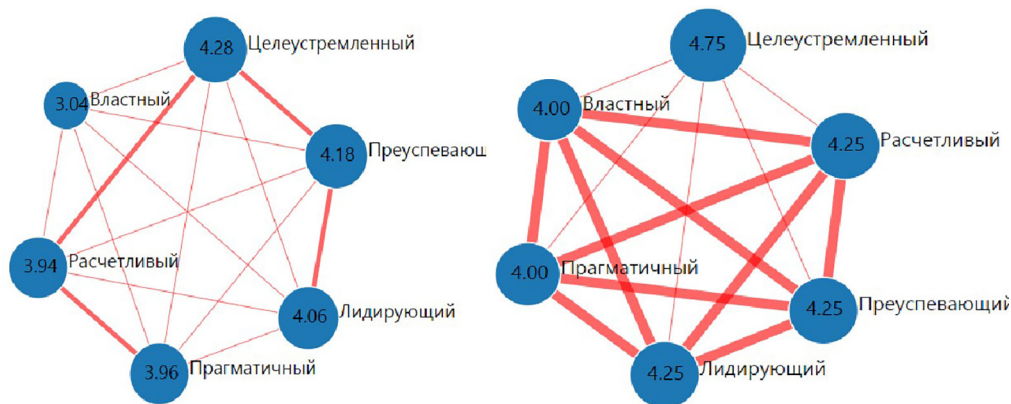 4.28 Целеустремленный
3.04 Властный
4.18 Преуспевающ
3.94 Расчетливый
4.06 Лидирующий
3.96 Прагматичный
4.75 Целеустремленный
4.00 Властный
4.25 Расчетливый
4.00 Прагматичный
4.25 Преуспевающий
4.25 Лидирующий